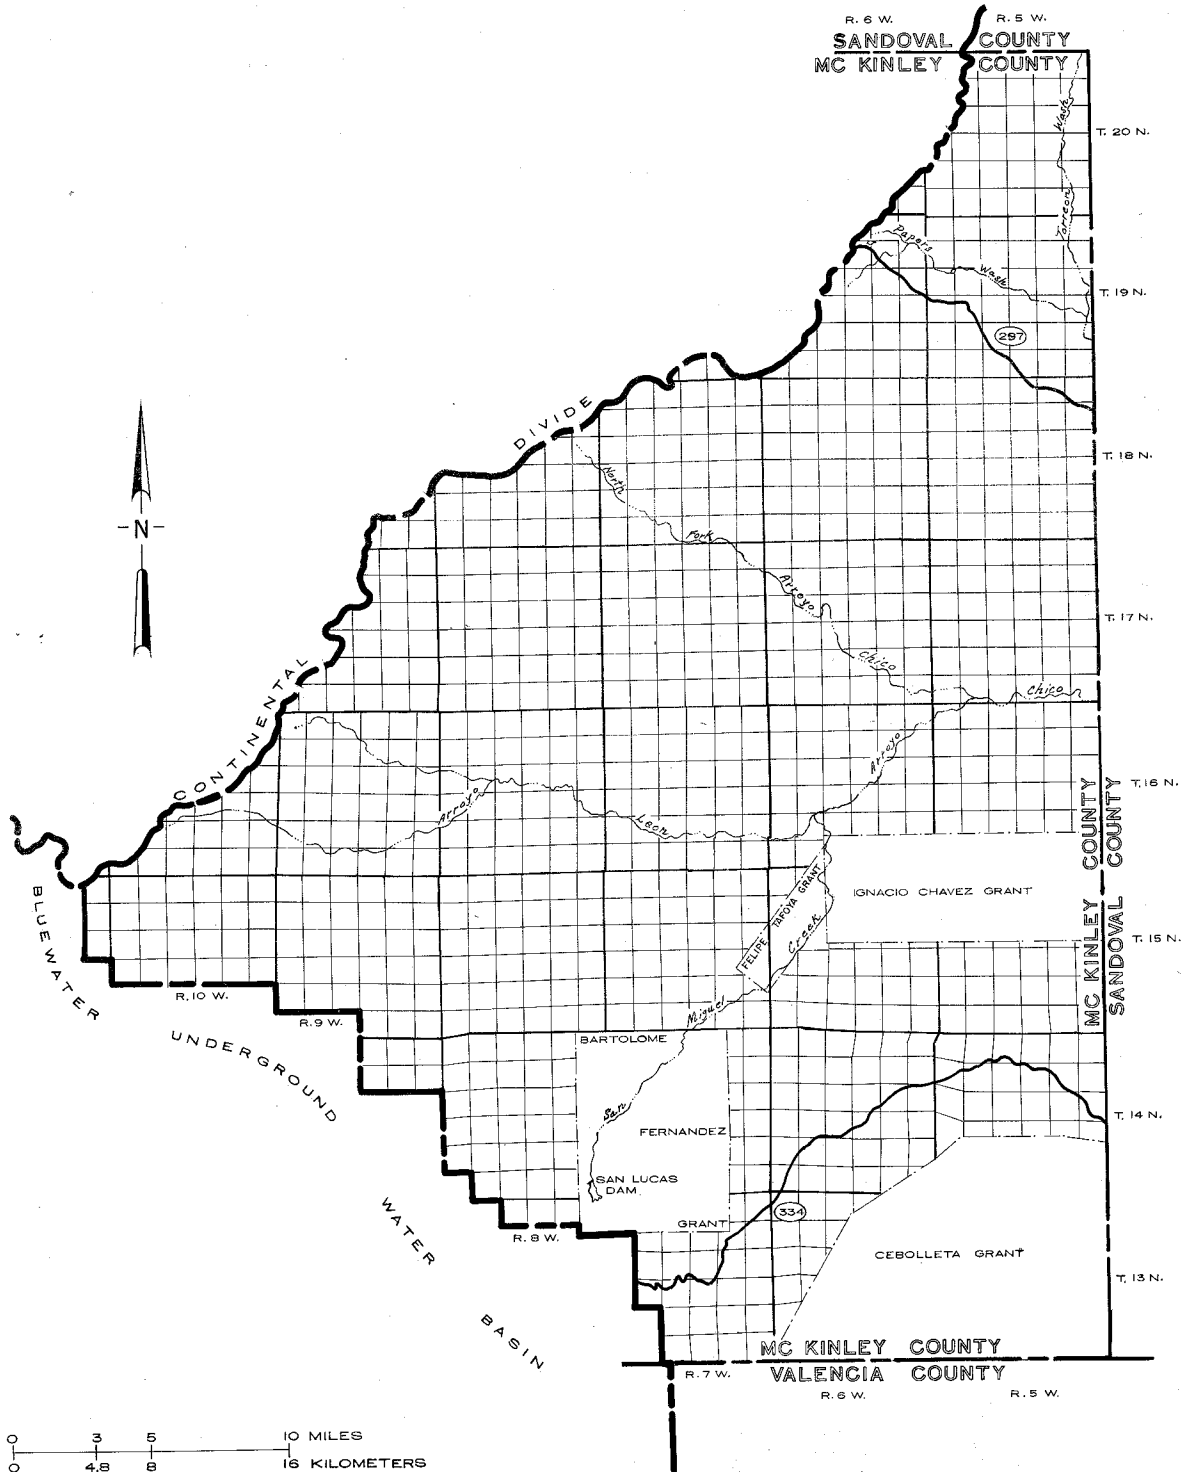 R. 6 W. R. 5 W.
SANDOVAL COUNTY
MC KINLEY COUNTY
Wash
T. 20 N.
Torreon
Papers
Wash
T. 19 N.
297
DIVIDE
T. 18 N.
North
Fork
N
Arroyo
T. 17 N.
Chico
Chico
CONTINENTAL
Arroyo
T. 16 N.
Arroyo
Leon
MC KINLEY COUNTY
SANDOVAL COUNTY
IGNACIO CHAVEZ GRANT
FELIPE TAFOYA GRANT
Creek
T. 15 N.
BLUEWATER
R. 10 W.
R. 9 W.
Miguel
UNDERGROUND
BARTOLOME
San
FERNANDEZ
T. 14 N.
SAN LUCAS
DAM
WATER
GRANT
334
R. 8 W.
CEBOLLETA GRANT
T. 13 N.
BASIN
MC KINLEY COUNTY
VALENCIA COUNTY
R. 7 W.
R. 6 W. R. 5 W.
0 3 5 10 MILES
0 4.8 8 16 KILOMETERS